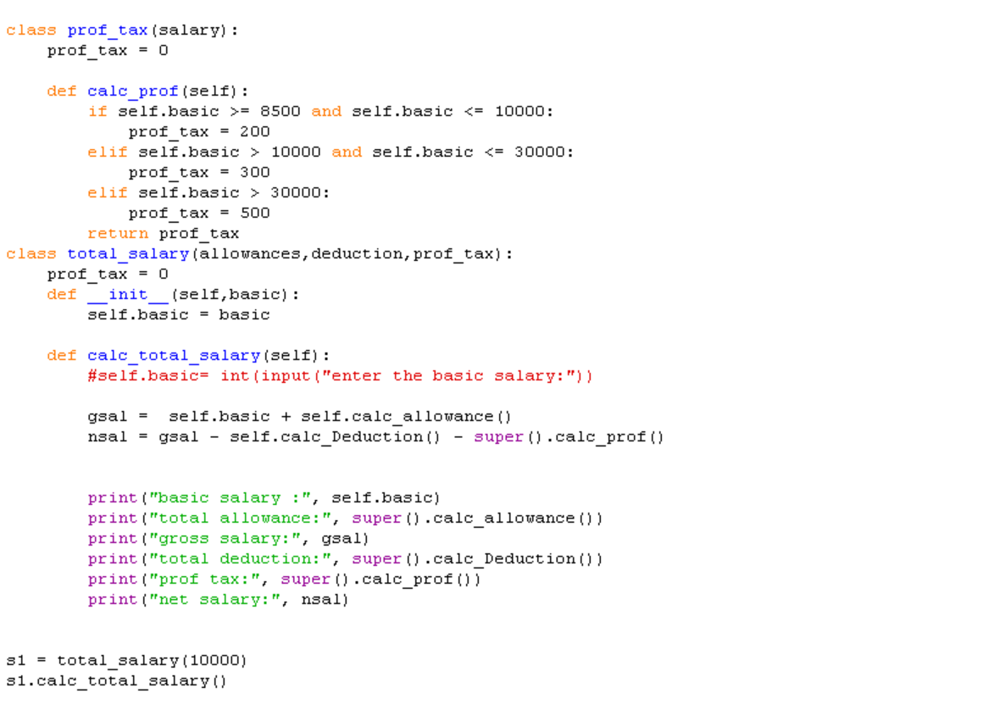 class prof_tax(salary):
    prof_tax = 0

    def calc_prof(self):
        if self.basic >= 8500 and self.basic <= 10000:
            prof_tax = 200
        elif self.basic > 10000 and self.basic <= 30000:
            prof_tax = 300
        elif self.basic > 30000:
            prof_tax = 500
        return prof_tax
class total_salary(allowances,deduction,prof_tax):
    prof_tax = 0
    def __init__(self,basic):
        self.basic = basic

    def calc_total_salary(self):
        #self.basic= int(input("enter the basic salary:"))

        gsal =  self.basic + self.calc_allowance()
        nsal = gsal - self.calc_Deduction() - super().calc_prof()


        print("basic salary :", self.basic)
        print("total allowance:", super().calc_allowance())
        print("gross salary:", gsal)
        print("total deduction:", super().calc_Deduction())
        print("prof tax:", super().calc_prof())
        print("net salary:", nsal)


s1 = total_salary(10000)
s1.calc_total_salary()